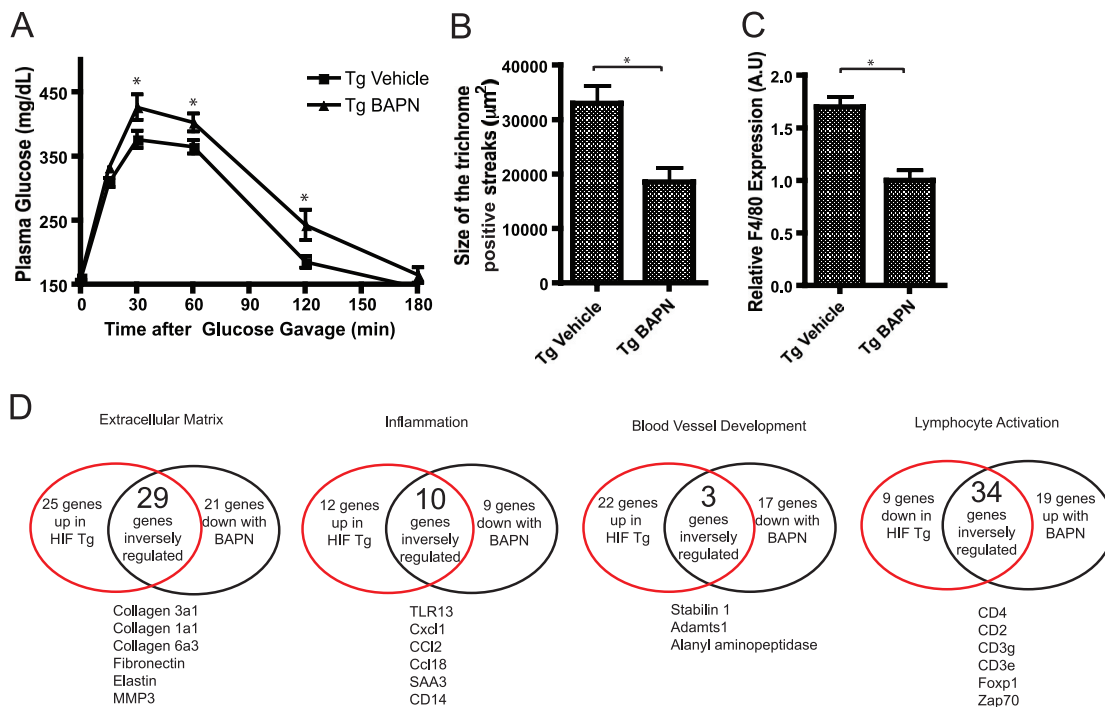 A
Plasma Glucose (mg/dL)
450
350
250
150
*
*
*
Tg Vehicle
Tg BAPN
0
30
60
90
120
150
180
Time after Glucose Gavage (min)
B
Size of the trichrome
positive streaks (μm²)
40000
30000
20000
10000
0
*
Tg Vehicle
Tg BAPN
C
Relative F4/80 Expression (A.U)
2.0
1.5
1.0
0.5
0.0
*
Tg Vehicle
Tg BAPN
D
Extracellular Matrix
25 genes
up in
HIF Tg
29
genes
inversely
regulated
21 genes
down with
BAPN
Collagen 3a1
Collagen 1a1
Collagen 6a3
Fibronectin
Elastin
MMP3
Inflammation
12 genes
up in
HIF Tg
10
genes
inversely
regulated
9 genes
down with
BAPN
TLR13
Cxcl1
CCl2
Ccl18
SAA3
CD14
Blood Vessel Development
22 genes
up in
HIF Tg
3
genes
inversely
regulated
17 genes
down with
BAPN
Stabilin 1
Adamts1
Alanyl aminopeptidase
Lymphocyte Activation
9 genes
down in
HIF Tg
34
genes
inversely
regulated
19 genes
up with
BAPN
CD4
CD2
CD3g
CD3e
Foxp1
Zap70